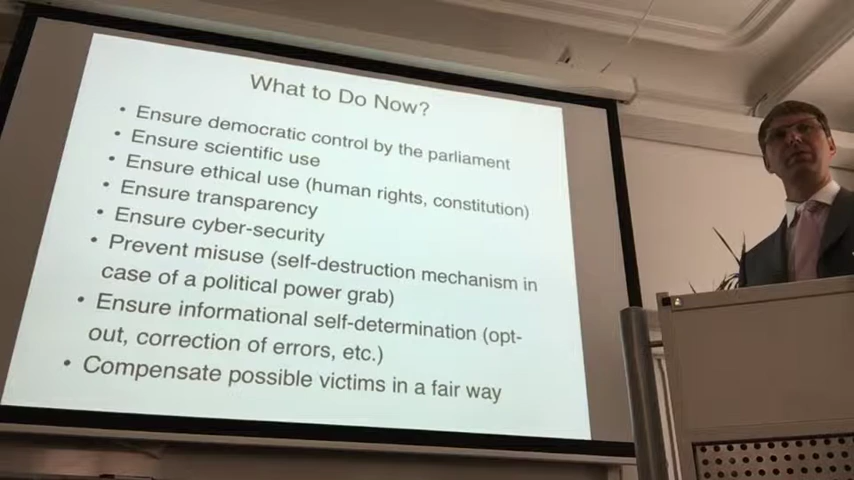 What to Do Now?
• Ensure democratic control by the parliament
• Ensure scientific use
• Ensure ethical use (human rights, constitution)
• Ensure transparency
• Ensure cyber-security
• Prevent misuse (self-destruction mechanism in
case of a political power grab)
• Ensure informational self-determination (opt-
out, correction of errors, etc.)
• Compensate possible victims in a fair way